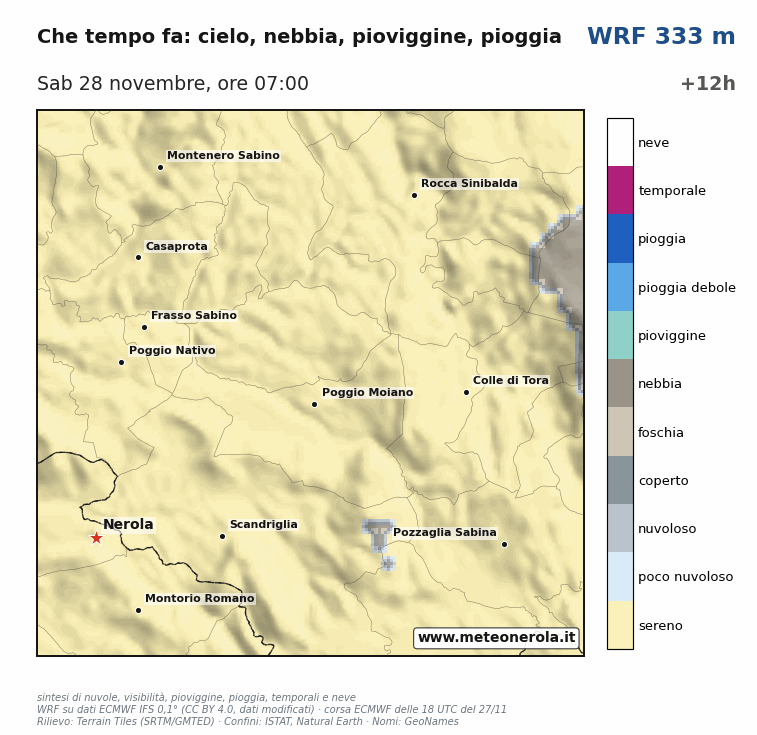 Che tempo fa: cielo, nebbia, pioviggine, pioggia
WRF 333 m
Sab 28 novembre, ore 07:00
+12h
Montenero Sabino
Rocca Sinibalda
Casaprota
Frasso Sabino
Poggio Nativo
Colle di Tora
Poggio Moiano
Nerola
Scandriglia
Pozzaglia Sabina
Montorio Romano
www.meteonerola.it
neve
temporale
pioggia
pioggia debole
pioviggine
nebbia
foschia
coperto
nuvoloso
poco nuvoloso
sereno
sintesi di nuvole, visibilità, pioviggine, pioggia, temporali e neve
WRF su dati ECMWF IFS 0,1° (CC BY 4.0, dati modificati) · corsa ECMWF delle 18 UTC del 27/11
Rilievo: Terrain Tiles (SRTM/GMTED) · Confini: ISTAT, Natural Earth · Nomi: GeoNames